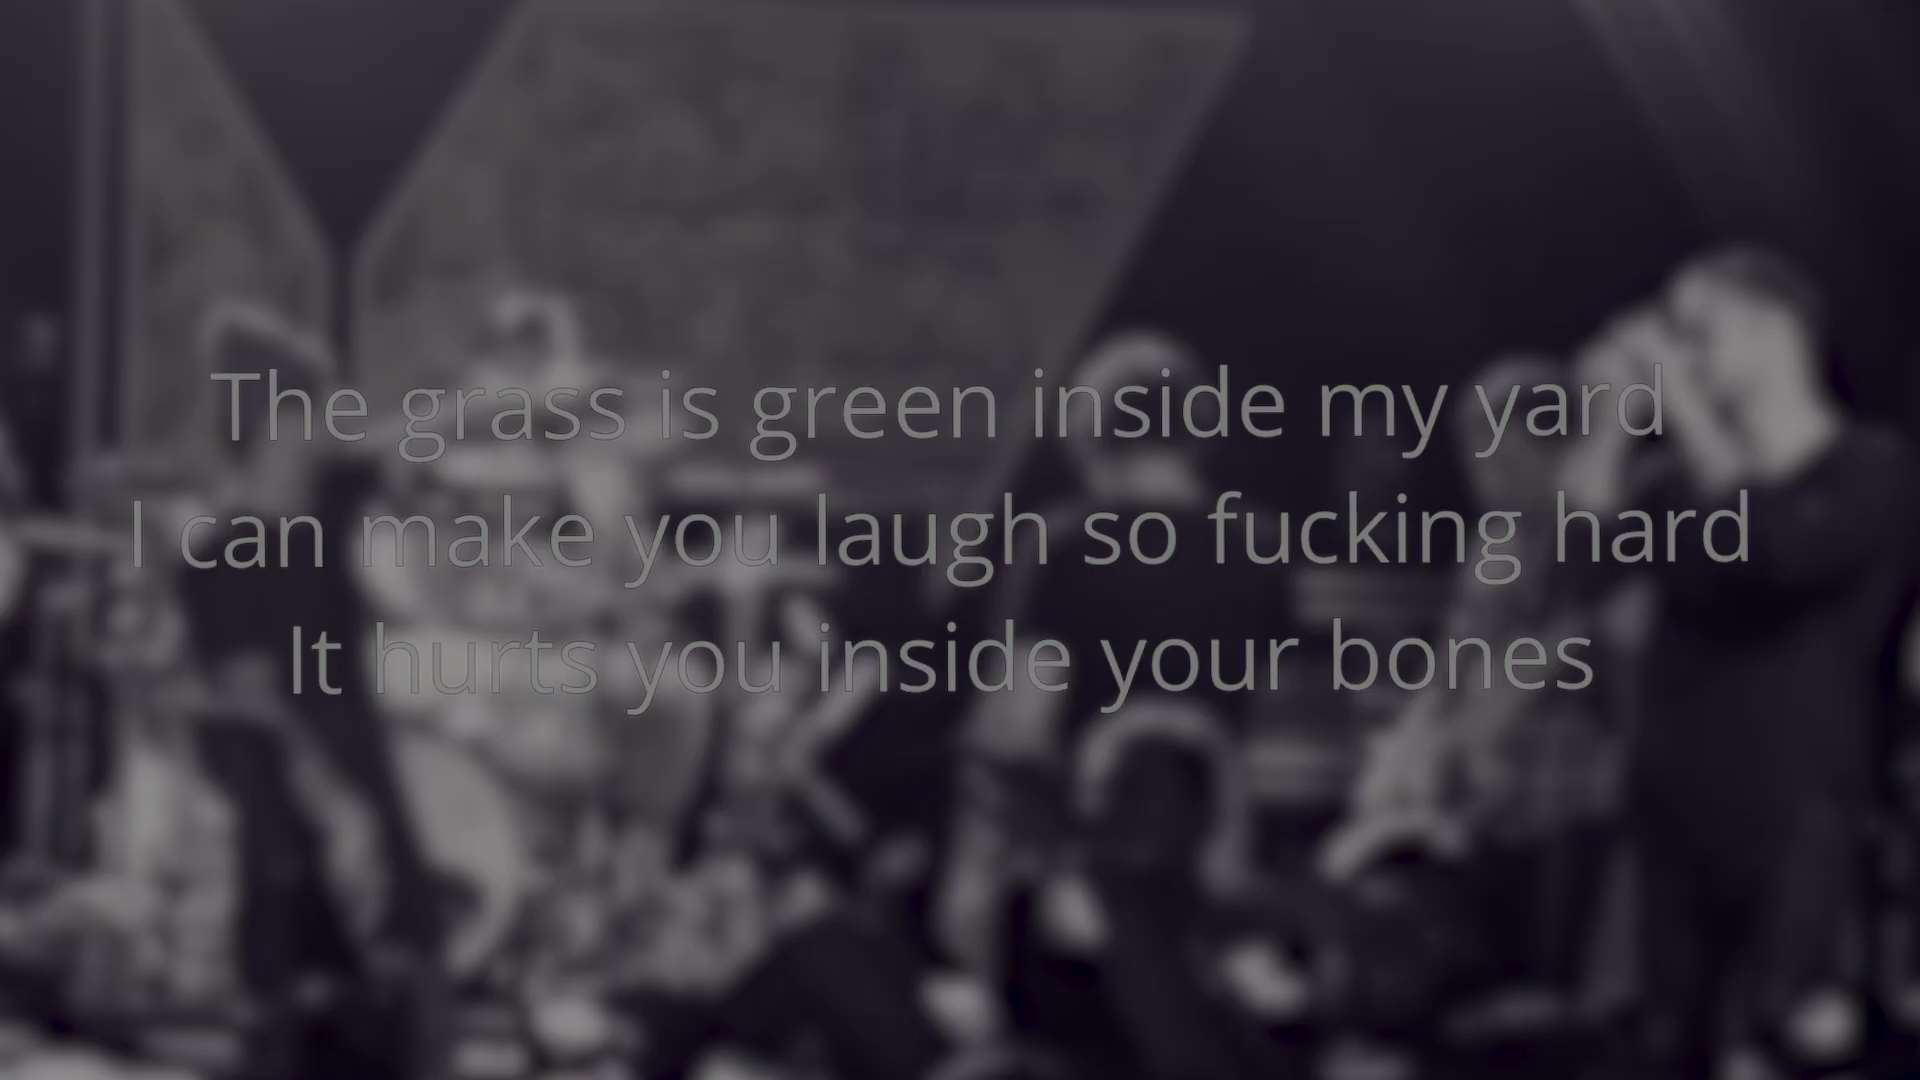 The grass is green inside my yard
I can make you laugh so fucking hard
It hurts you inside your bones